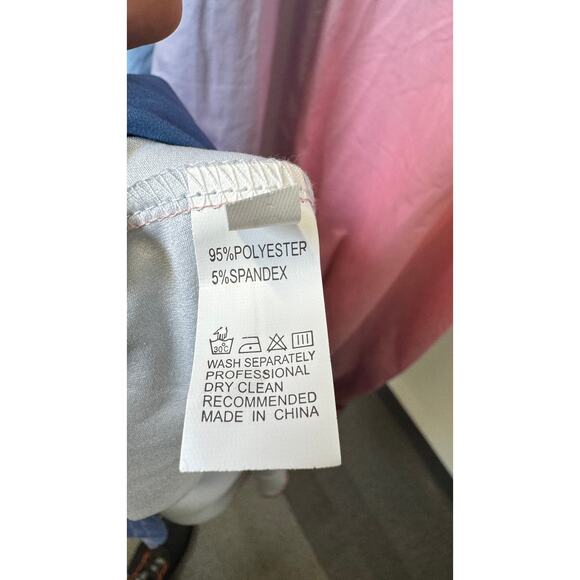 95%POLYESTER
5%SPANDEX
30°C
WASH SEPARATELY
PROFESSIONAL
DRY CLEAN
RECOMMENDED
MADE IN CHINA